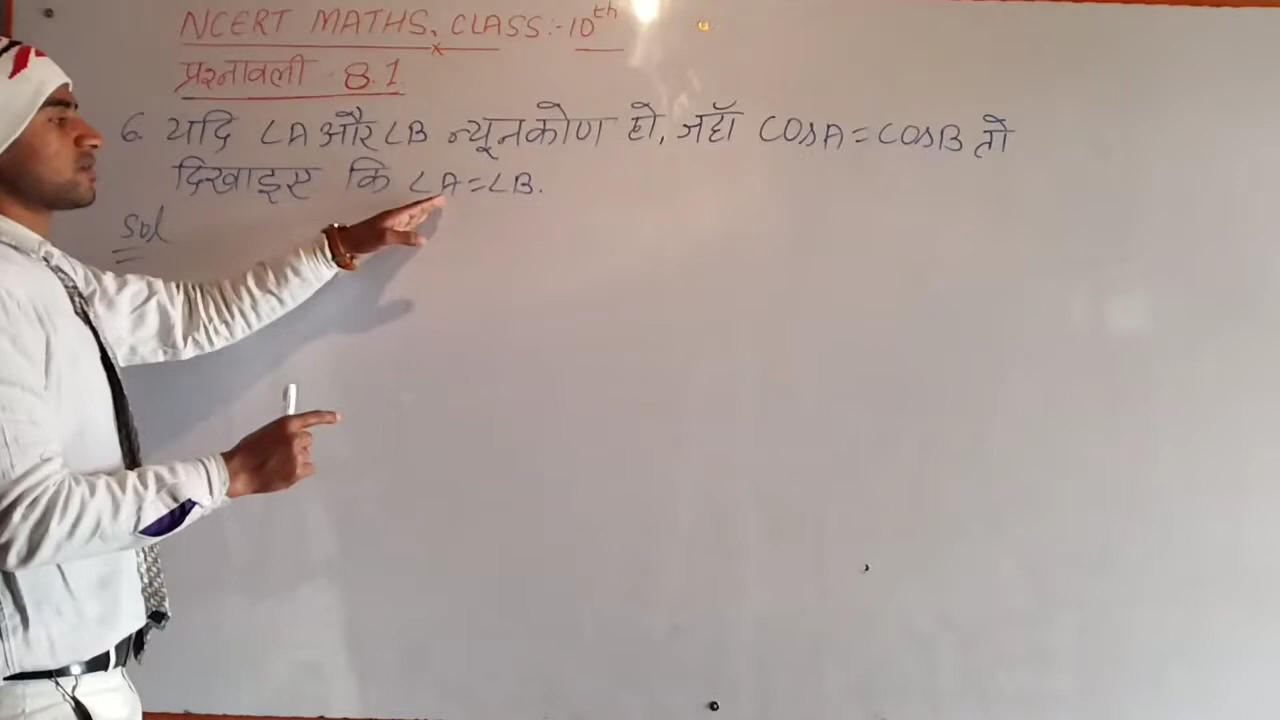 NCERT MATHS, CLASS:-10th
प्रश्नावली 8.1
6. यदि ∠A और ∠B न्यूनकोण हो, जहाँ COSA = COSB तो
दिखाइए कि ∠A = ∠B.
Sol